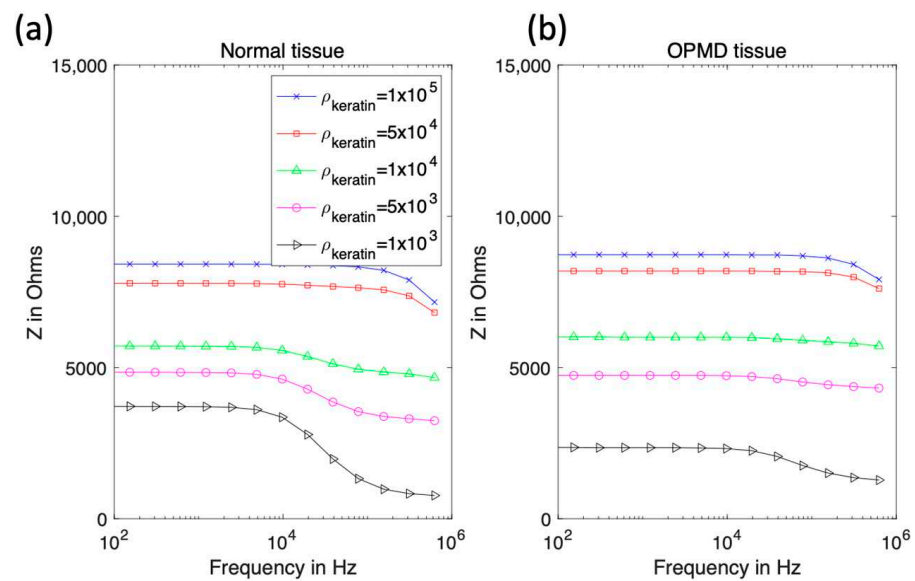 (a)
Normal tissue
15,000
10,000
5000
0
Z in Ohms
ρkeratin=1x10⁵
ρkeratin=5x10⁴
ρkeratin=1x10⁴
ρkeratin=5x10³
ρkeratin=1x10³
10² 10⁴ 10⁶
Frequency in Hz
(b)
OPMD tissue
15,000
10,000
5000
0
Z in Ohms
10² 10⁴ 10⁶
Frequency in Hz